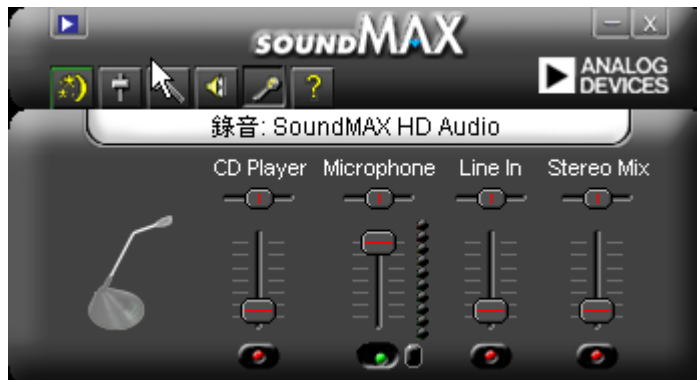 SOUNDMAX
ANALOG
DEVICES
?
錄音: SoundMAX HD Audio
CD Player Microphone Line In Stereo Mix